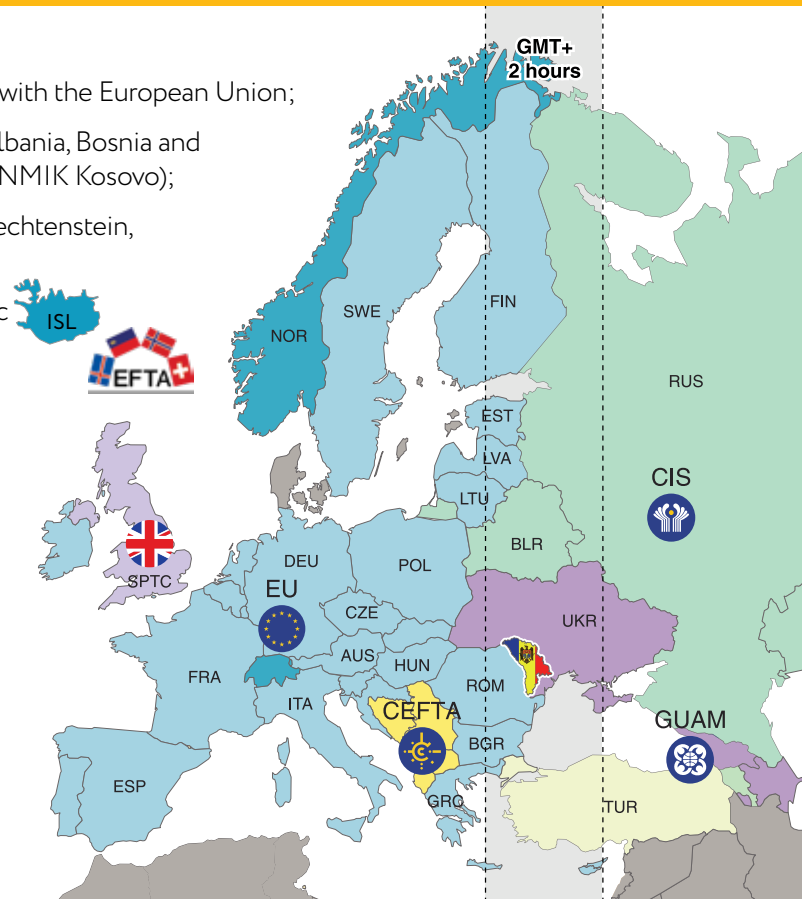 GMT+
2 hours
with the European Union;
lbania, Bosnia and
NMIK Kosovo);
echtenstein,
c
ISL
EFTA
NOR
SWE
FIN
RUS
EST
LVA
LTU
CIS
BLR
SPTC
DEU
POL
EU
CZE
UKR
AUS
HUN
FRA
ROM
ITA
CEFTA
GUAM
BGR
ESP
GRC
TUR